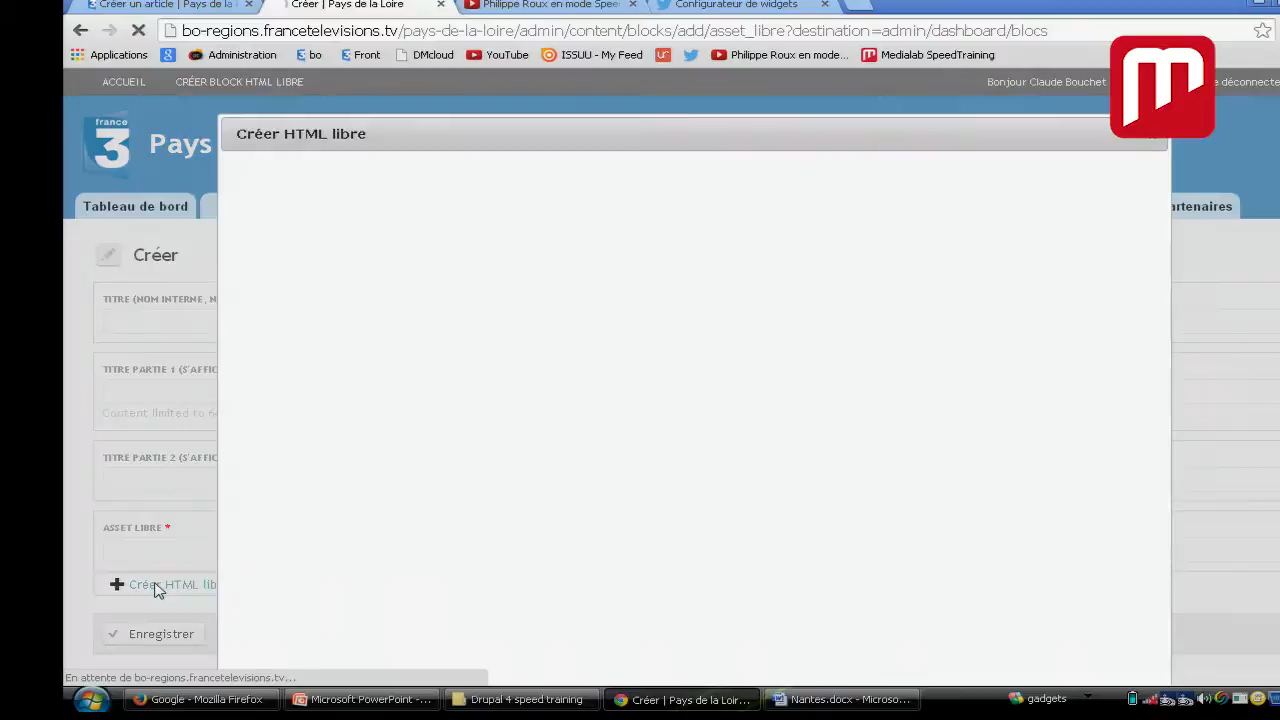 Créer un article | Pays de la
Créer | Pays de la Loire
Philippe Roux en mode Spee
Configurateur de widgets
bo-regions.francetelevisions.tv/pays-de-la-loire/admin/content/blocks/add/asset_libre?destination=admin/dashboard/blocs
Applications
Administration
bo
Front
DMcloud
YouTube
ISSUU - My Feed
Philippe Roux en mode...
Medialab SpeedTraining
ACCUEIL
CRÉER BLOCK HTML LIBRE
Bonjour Claude Bouchet
e déconnecte
france
3
Pays
Créer HTML libre
Tableau de bord
artenaires
Créer
TITRE (NOM INTERNE, N
TITRE PARTIE 1 (S'AFFIC
Content limited to 6
TITRE PARTIE 2 (S'AFFIC
ASSET LIBRE *
Créer HTML lib
Enregistrer
En attente de bo-regions.francetelevisions.tv...
Google - Mozilla Firefox
Microsoft PowerPoint -...
Drupal 4 speed training
Créer | Pays de la Loir...
Nantes.docx - Microso...
gadgets